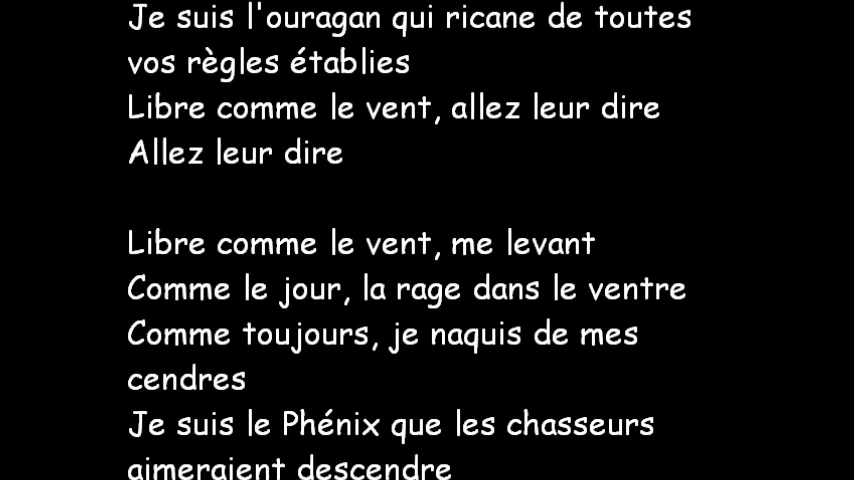 Je suis l'ouragan qui ricane de toutes
vos règles établies
Libre comme le vent, allez leur dire
Allez leur dire
Libre comme le vent, me levant
Comme le jour, la rage dans le ventre
Comme toujours, je naquis de mes
cendres
Je suis le Phénix que les chasseurs
aimeraient descendre